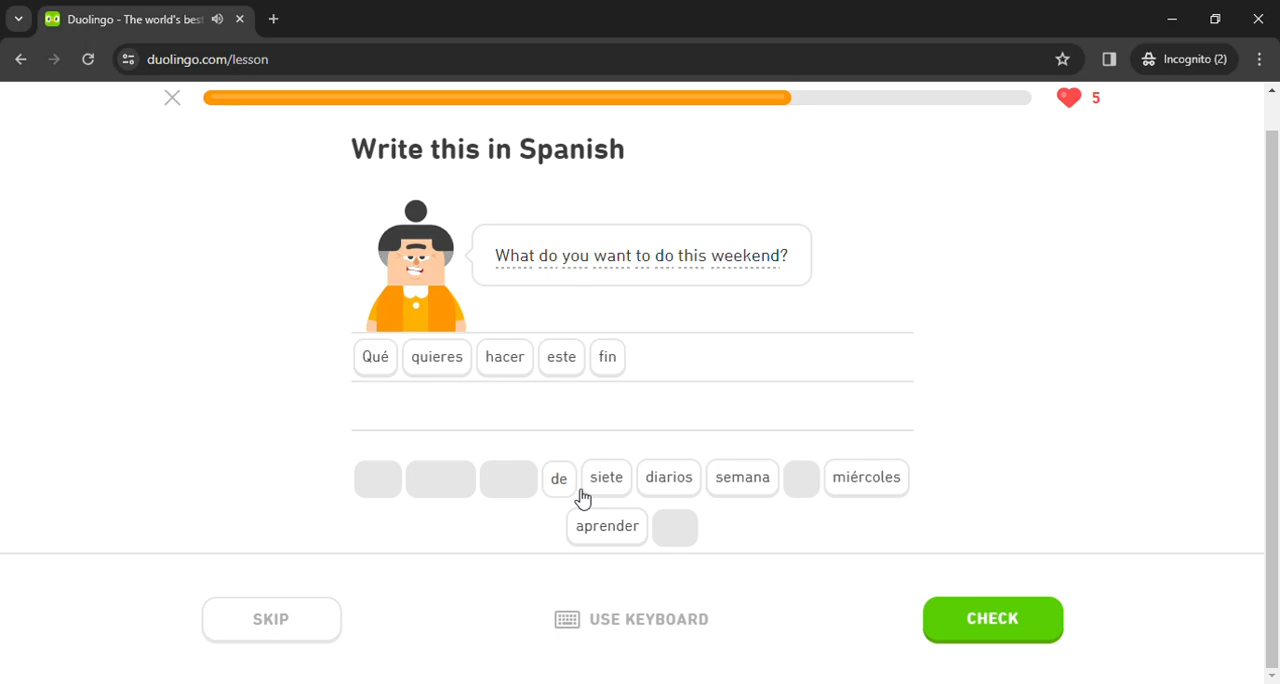 Duolingo - The world's bes
duolingo.com/lesson
Incognito (2)
5
Write this in Spanish
What do you want to do this weekend?
Qué quieres hacer este fin
de siete diarios semana miércoles
aprender
SKIP USE KEYBOARD CHECK